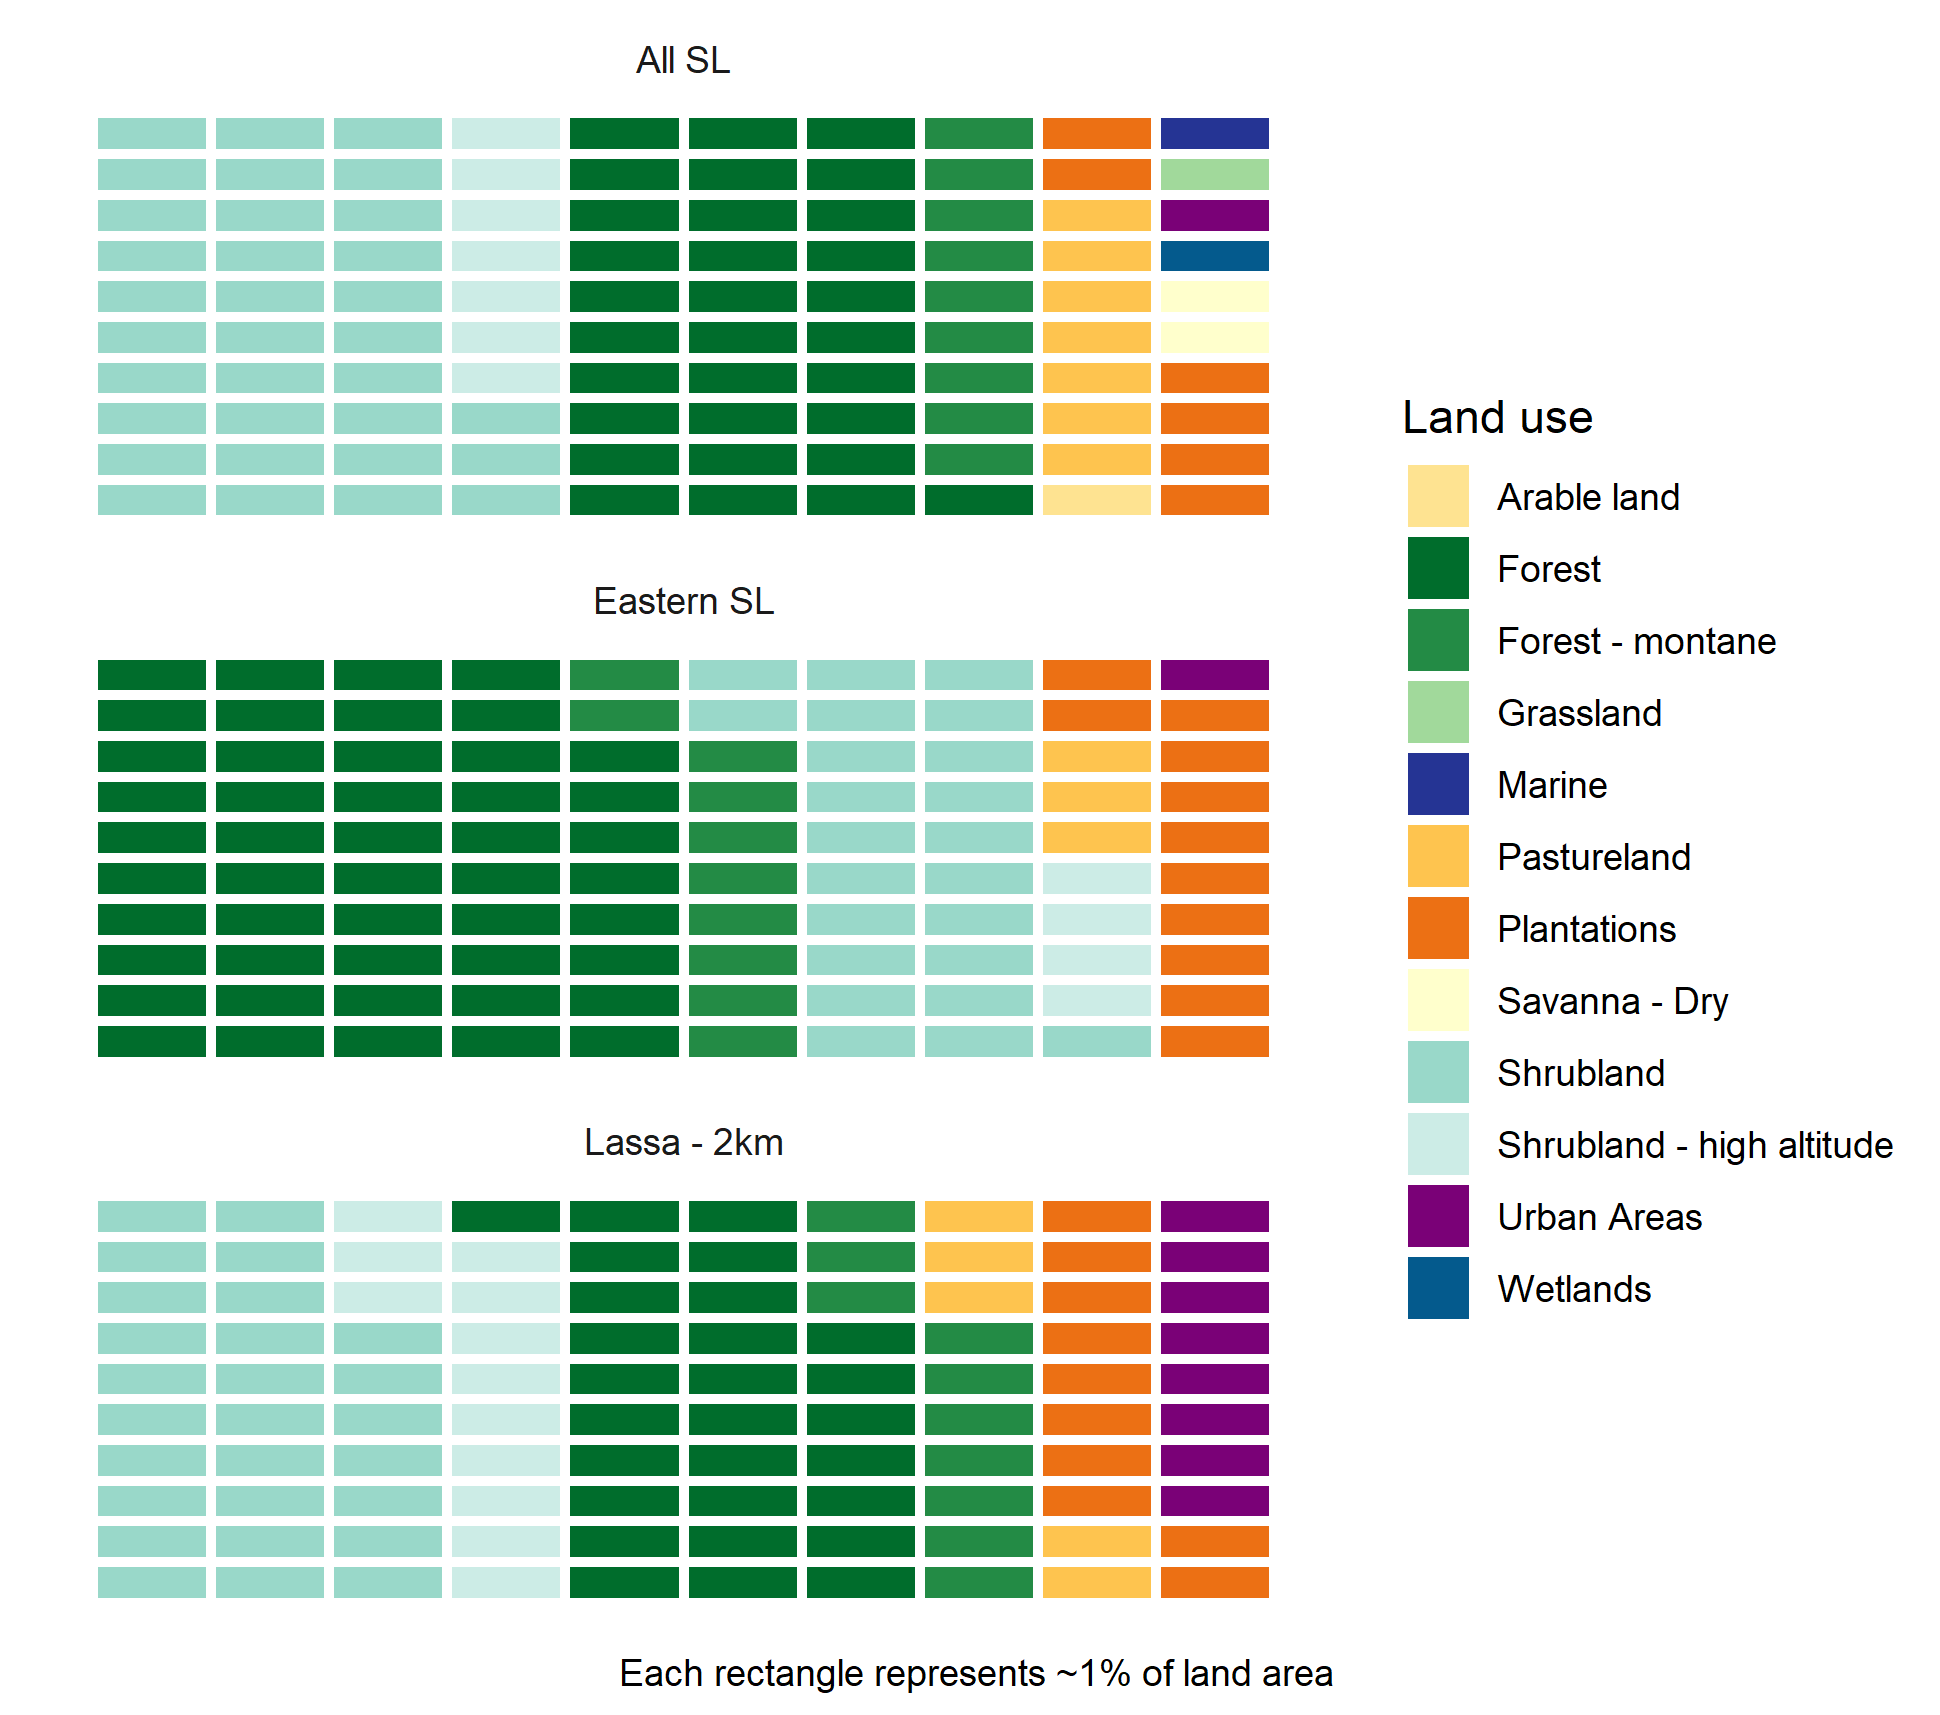 All SL
Eastern SL
Lassa - 2km
Land use
Arable land
Forest
Forest - montane
Grassland
Marine
Pastureland
Plantations
Savanna - Dry
Shrubland
Shrubland - high altitude
Urban Areas
Wetlands
Each rectangle represents ~1% of land area